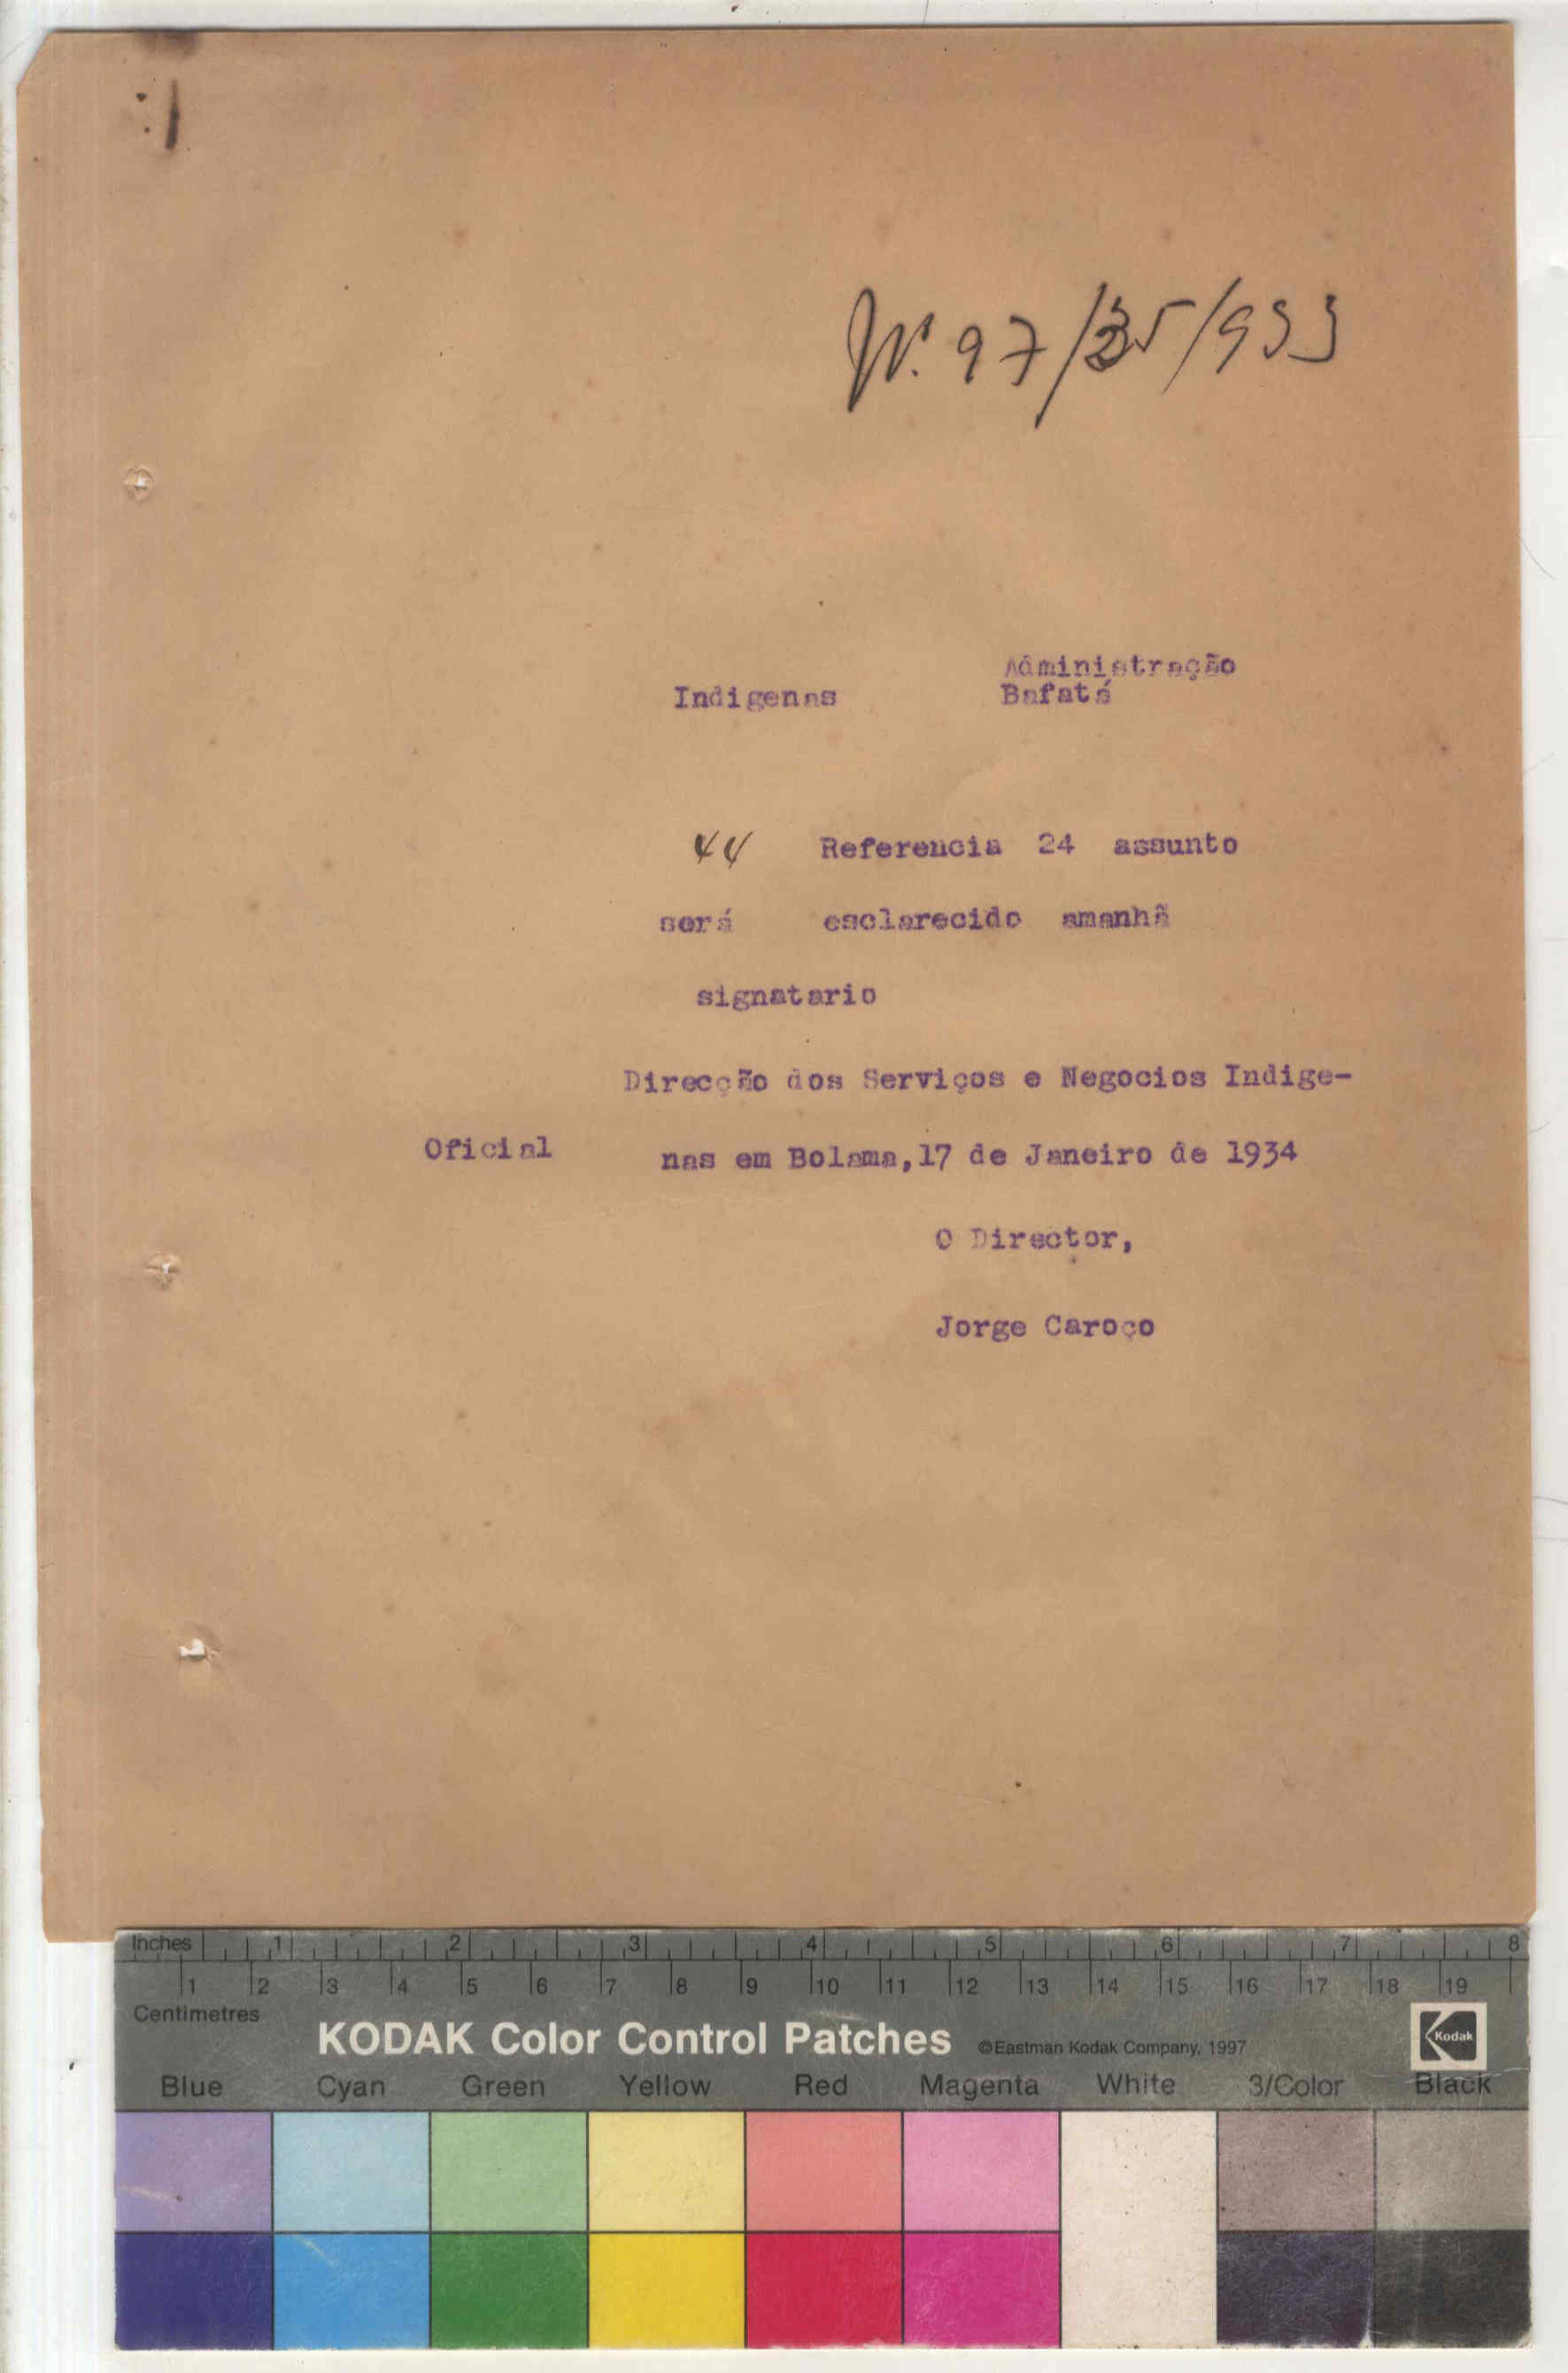 N. 97/35/933
Administração
Indigenas Bafatá
44 Referencia 24 assunto
será esclarecido amanhã
signatario
Direcção dos Serviços e Negocios Indige-
Oficial nas em Bolama,17 de Janeiro de 1934
O Director,
Jorge Caroço
Inches 1 2 3 4 5 6 7 8
1 2 3 4 5 6 7 8 9 10 11 12 13 14 15 16 17 18 19
Centimetres
KODAK Color Control Patches ©Eastman Kodak Company, 1997 Kodak
Blue Cyan Green Yellow Red Magenta White 3/Color Black